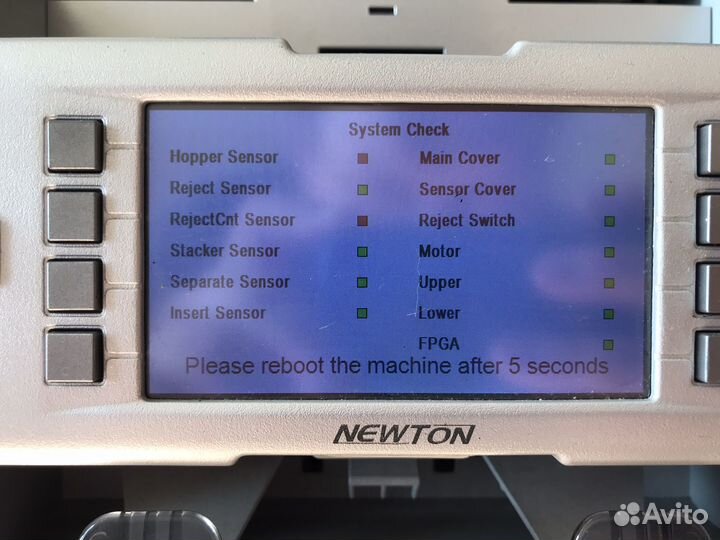 System Check
Hopper Sensor
Main Cover
Reject Sensor
Sensor Cover
RejectCnt Sensor
Reject Switch
Stacker Sensor
Motor
Separate Sensor
Upper
Insert Sensor
Lower
FPGA
Please reboot the machine after 5 seconds
NEWTON
Avito